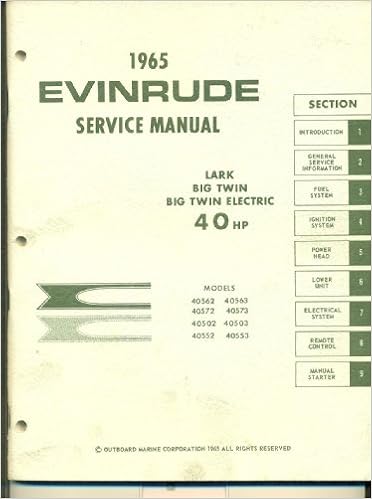 1965
EVINRUDE
SERVICE MANUAL
LARK
BIG TWIN
BIG TWIN ELECTRIC
40 HP
MODELS
40562 40563
40572 40573
40502 40503
40552 40553
SECTION
INTRODUCTION 1
GENERAL
SERVICE
INFORMATION 2
FUEL
SYSTEM 3
IGNITION
SYSTEM 4
POWER
HEAD 5
LOWER
UNIT 6
ELECTRICAL
SYSTEM 7
REMOTE
CONTROL 8
MANUAL
STARTER 9
© OUTBOARD MARINE CORPORATION 1965 ALL RIGHTS RESERVED